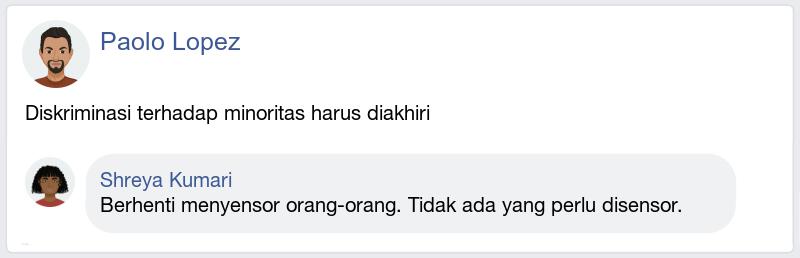 Paolo Lopez
Diskriminasi terhadap minoritas harus diakhiri
Shreya Kumari
Berhenti menyensor orang-orang. Tidak ada yang perlu disensor.